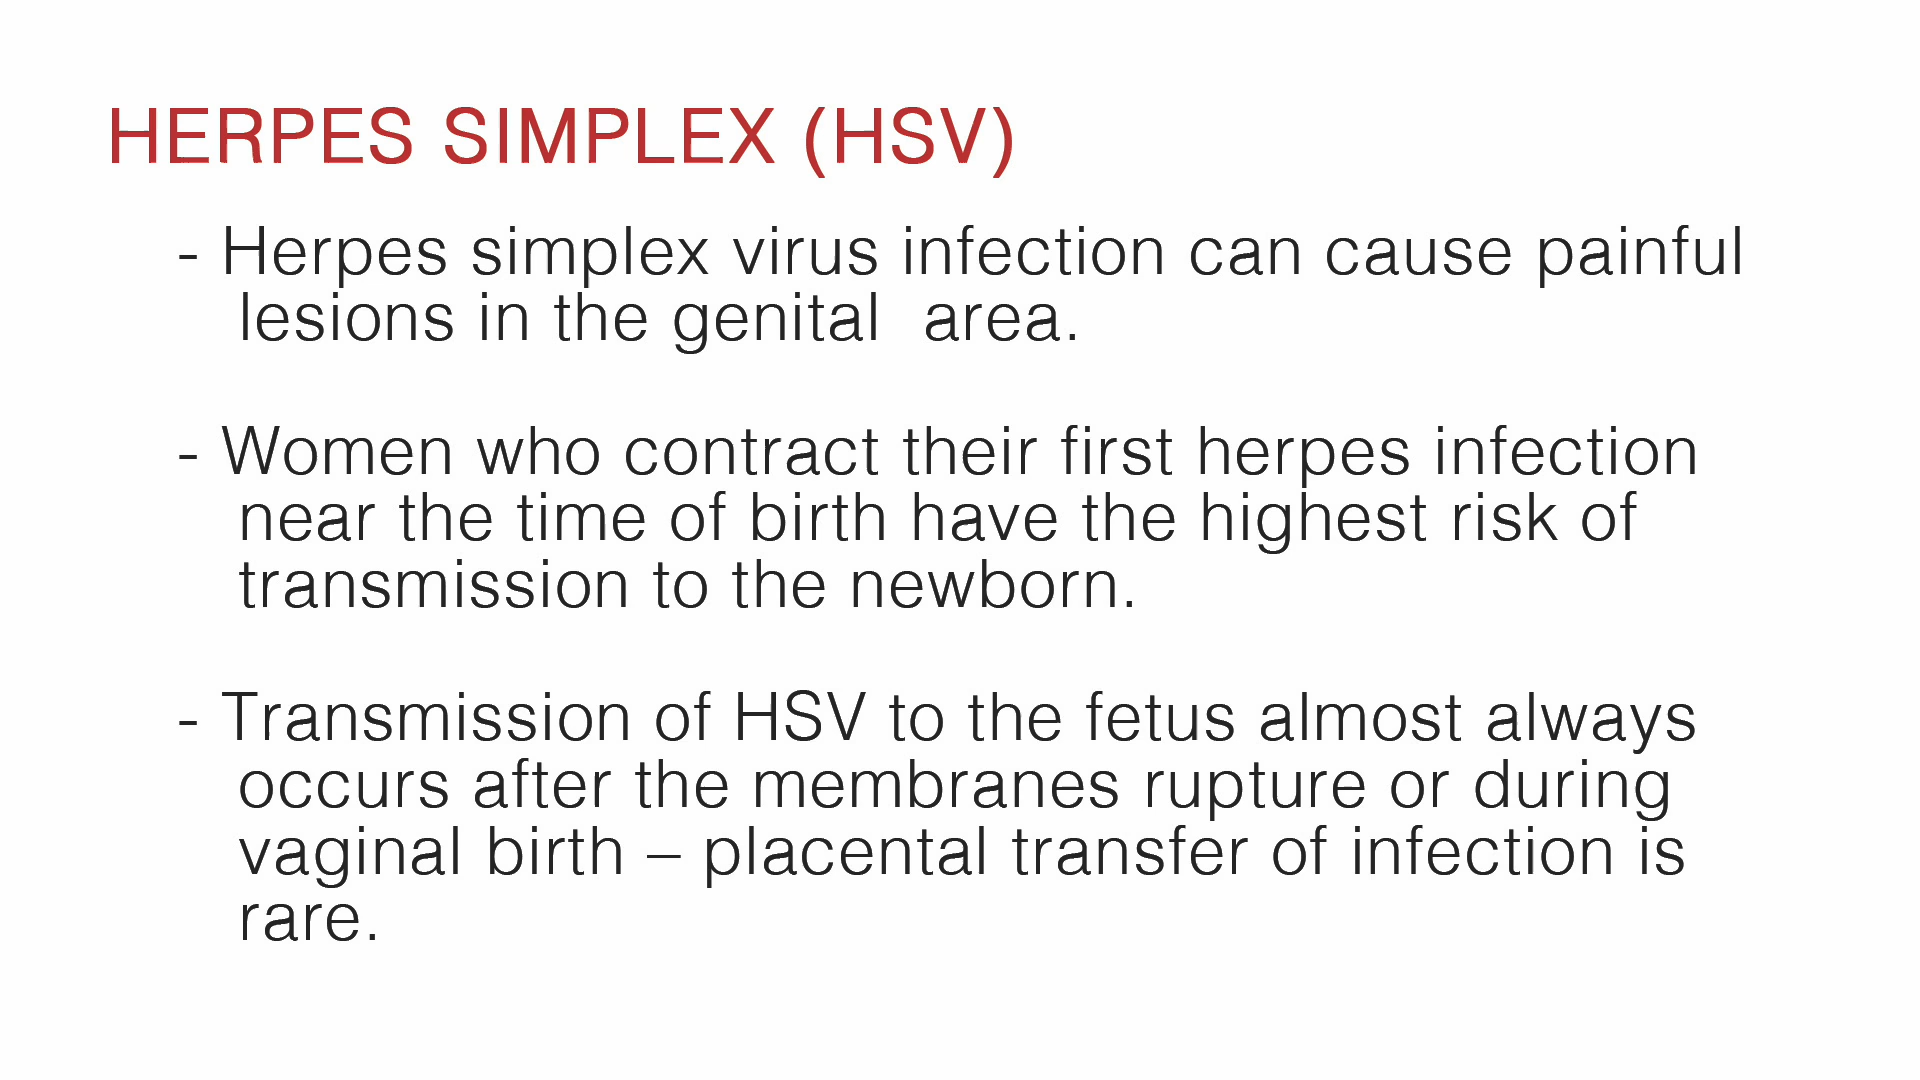 HERPES SIMPLEX (HSV)
- Herpes simplex virus infection can cause painful
lesions in the genital  area.
- Women who contract their first herpes infection
near the time of birth have the highest risk of
transmission to the newborn.
- Transmission of HSV to the fetus almost always
occurs after the membranes rupture or during
vaginal birth – placental transfer of infection is
rare.